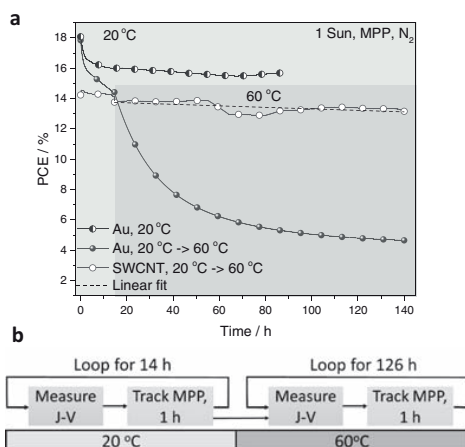 a
20 °C
1 Sun, MPP, N₂
60 °C
PCE / %
18
16
14
12
10
8
6
4
2
Au, 20 °C
Au, 20 °C -> 60 °C
SWCNT, 20 °C -> 60 °C
Linear fit
0 20 40 60 80 100 120 140
Time / h
b
Loop for 14 h
Loop for 126 h
Measure J-V
Track MPP, 1 h
Measure J-V
Track MPP, 1 h
20 °C
60°C